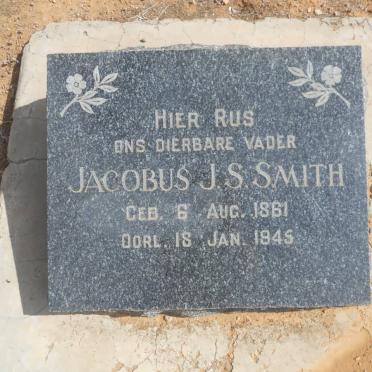 HIER RUS
ONS DIERBARE VADER
JACOBUS J.S. SMITH
GEB. 6 AUG. 1861
OORL. 18 JAN. 1945